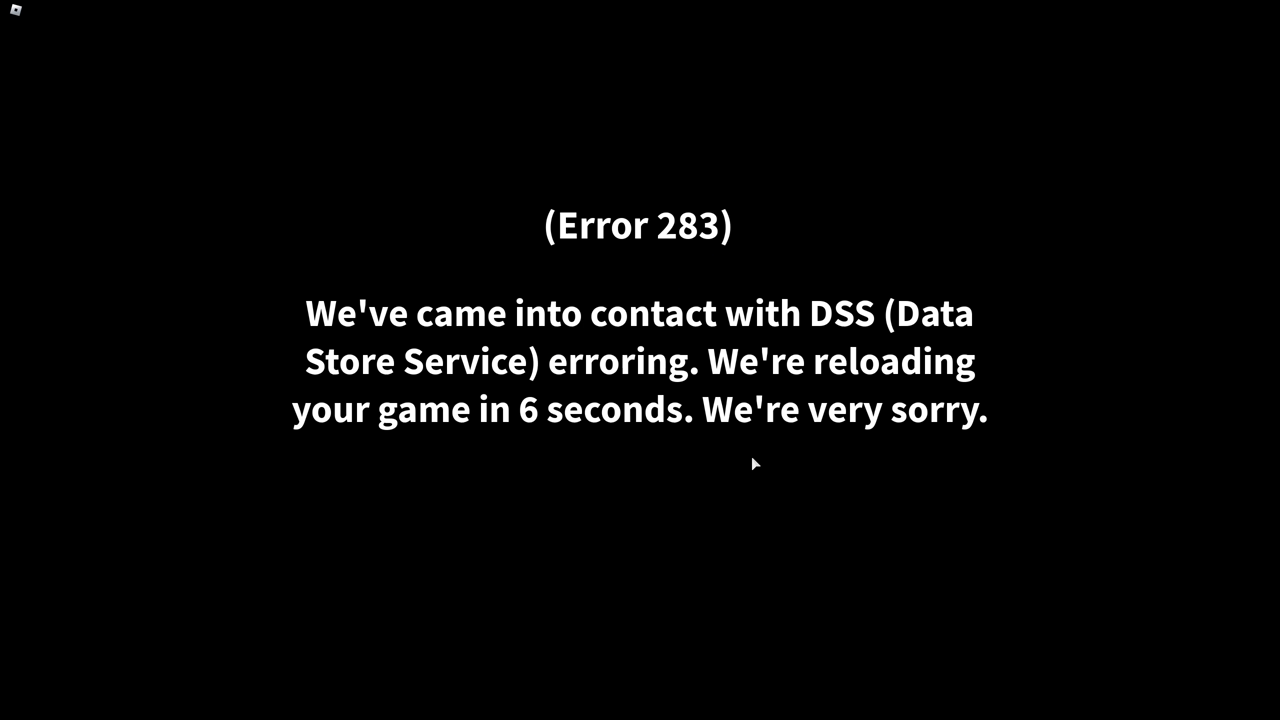 (Error 283)
We've came into contact with DSS (Data
Store Service) erroring. We're reloading
your game in 6 seconds. We're very sorry.